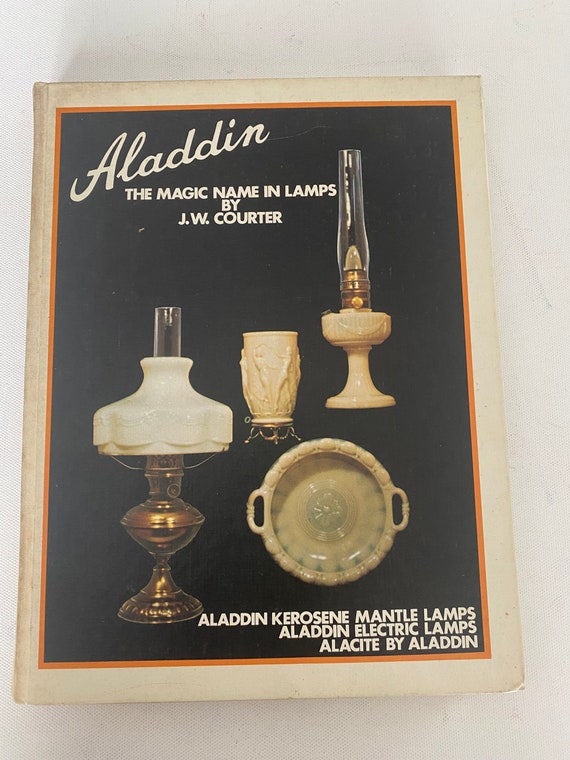 Aladdin
THE MAGIC NAME IN LAMPS
BY
J.W. COURTER
ALADDIN KEROSENE MANTLE LAMPS
ALADDIN ELECTRIC LAMPS
ALACITE BY ALADDIN